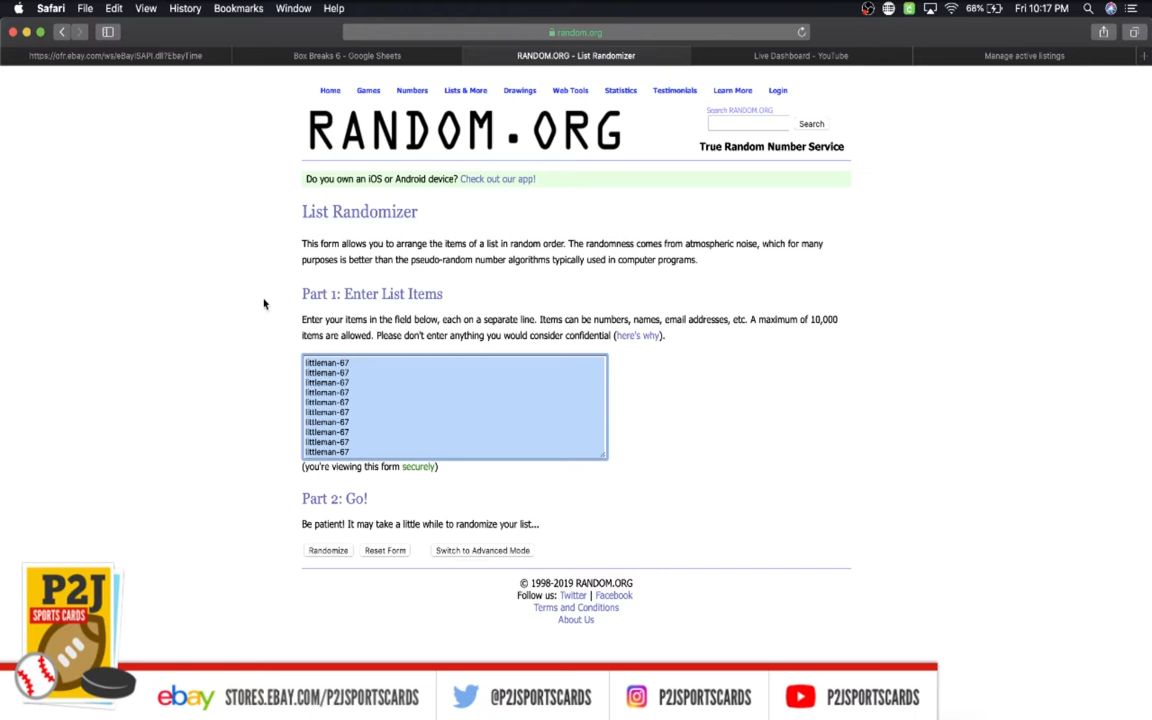 Safari File Edit View History Bookmarks Window Help 68% Fri 10:17 PM
random.org
https://ofr.ebay.com/ws/eBayISAPI.dll?EbayTime Box Breaks 6 - Google Sheets RANDOM.ORG - List Randomizer Live Dashboard - YouTube Manage active listings
Home Games Numbers Lists & More Drawings Web Tools Statistics Testimonials Learn More Login
RANDOM.ORG
Search RANDOM.ORG
Search
True Random Number Service
Do you own an iOS or Android device? Check out our app!
List Randomizer
This form allows you to arrange the items of a list in random order. The randomness comes from atmospheric noise, which for many
purposes is better than the pseudo-random number algorithms typically used in computer programs.
Part 1: Enter List Items
Enter your items in the field below, each on a separate line. Items can be numbers, names, email addresses, etc. A maximum of 10,000
items are allowed. Please don't enter anything you would consider confidential (here's why).
littleman-67
littleman-67
littleman-67
littleman-67
littleman-67
littleman-67
littleman-67
littleman-67
littleman-67
littleman-67
(you're viewing this form securely)
Part 2: Go!
Be patient! It may take a little while to randomize your list...
Randomize Reset Form Switch to Advanced Mode
© 1998-2019 RANDOM.ORG
Follow us: Twitter | Facebook
Terms and Conditions
About Us
P2J
SPORTS CARDS
ebay STORES.EBAY.COM/P2JSPORTSCARDS @P2JSPORTSCARDS P2JSPORTSCARDS P2JSPORTSCARDS